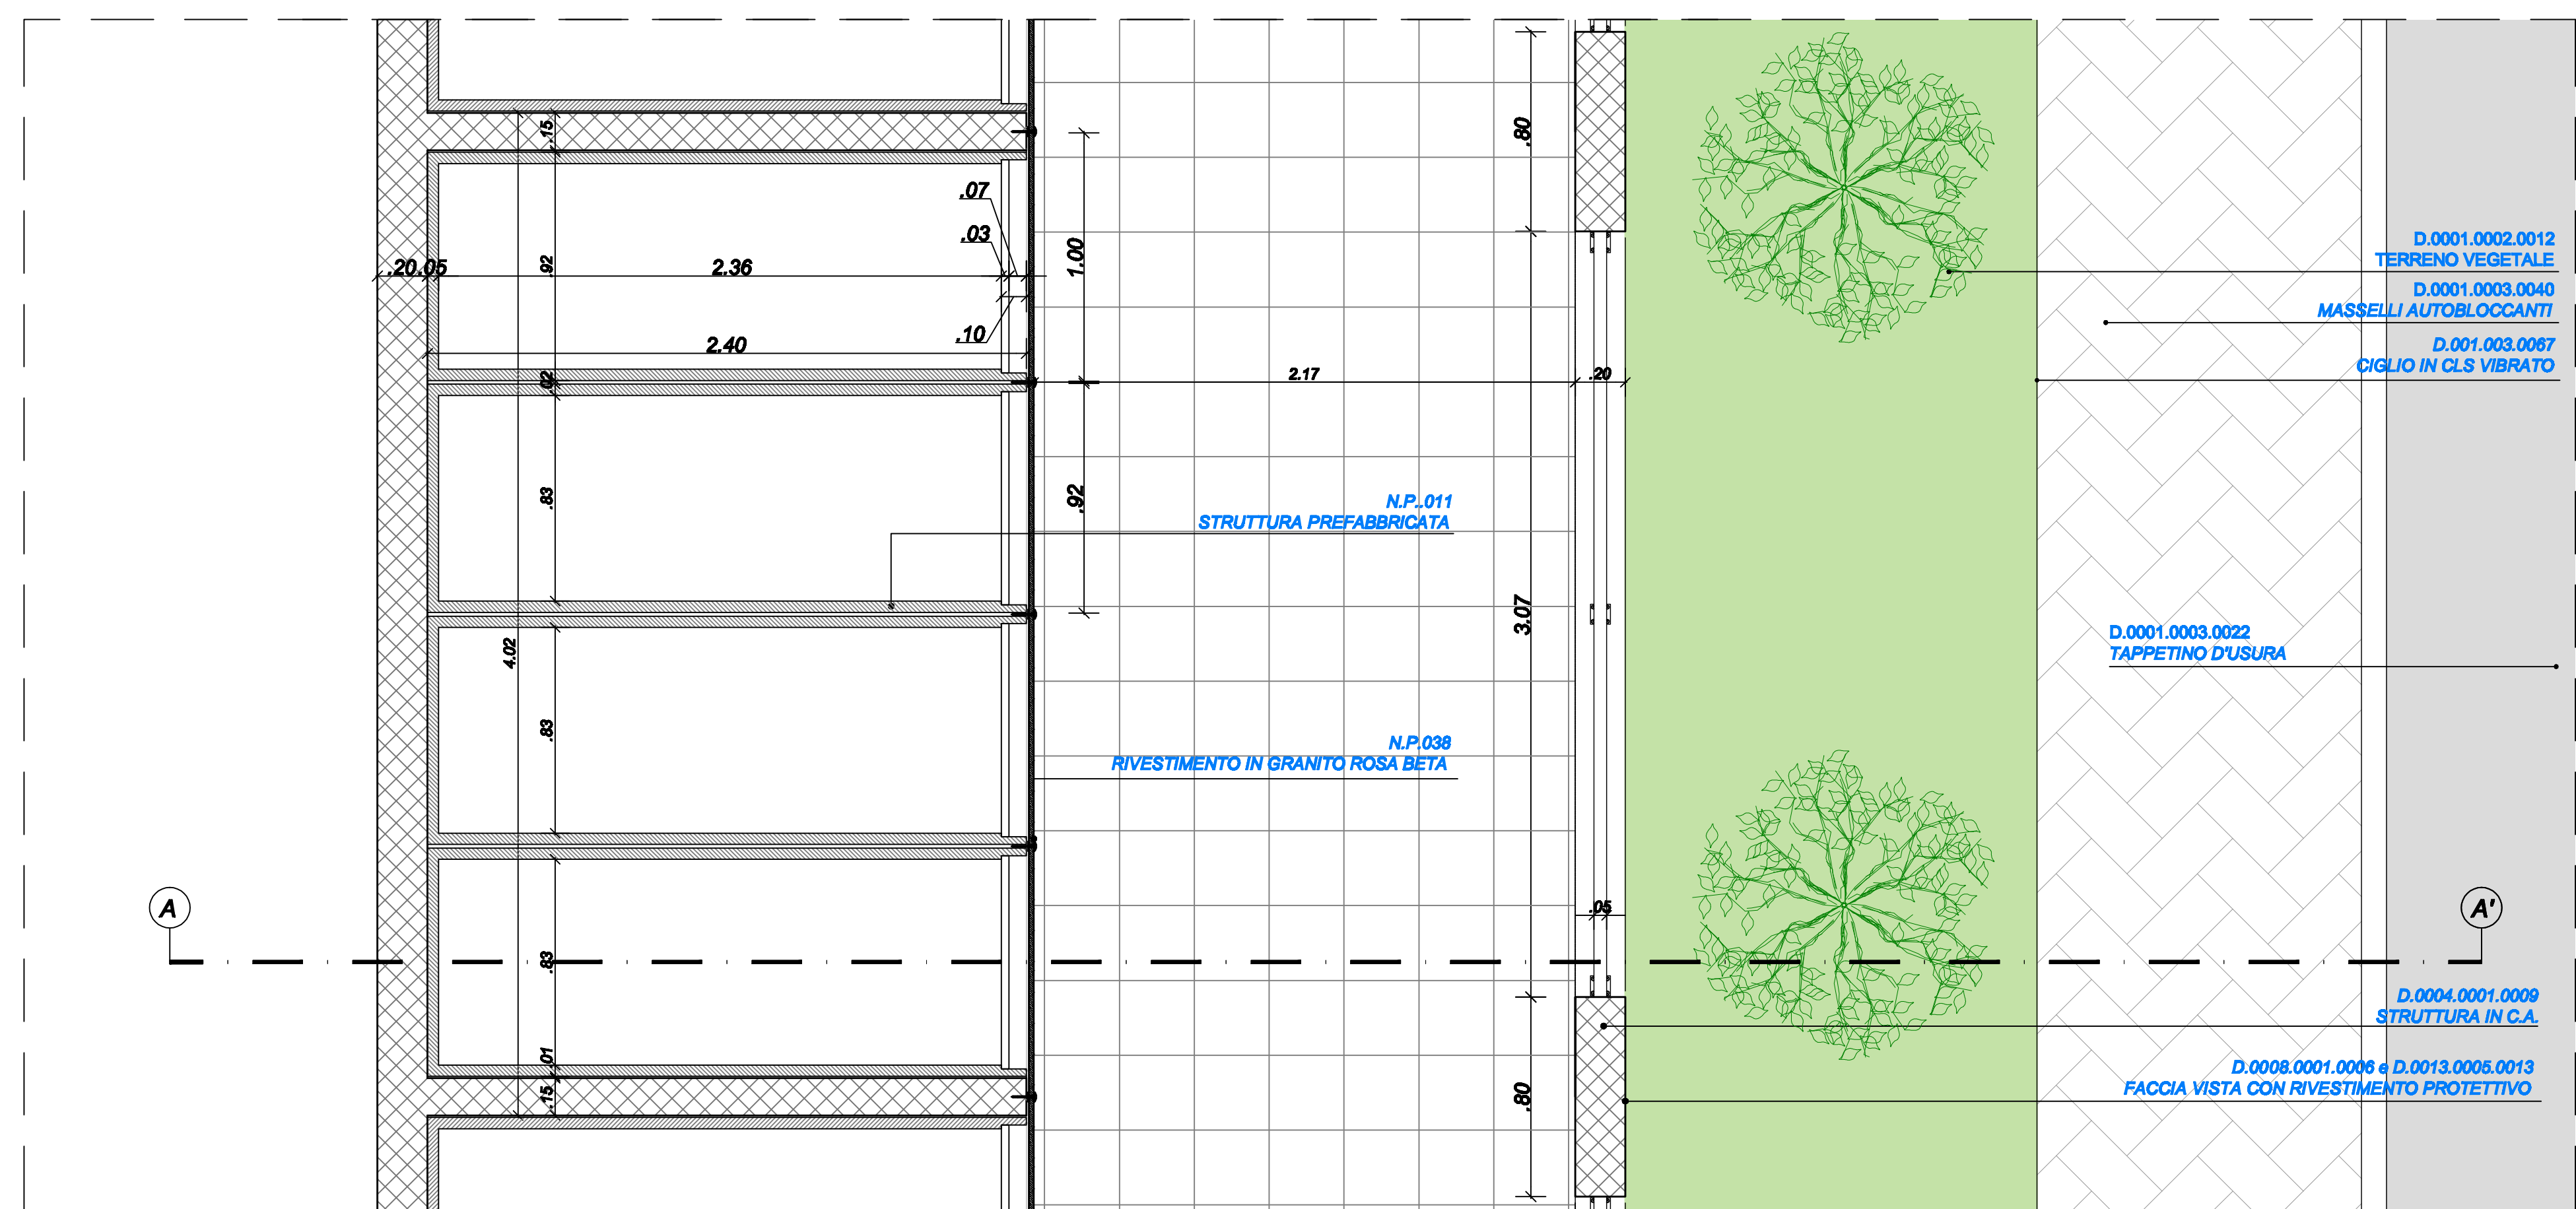 .80
.15
.07
.03
1.00
D.0001.0002.0012
TERRENO VEGETALE
.20
.05
.92
2.36
D.0001.0003.0040
MASSELLI AUTOBLOCCANTI
.10
2.40
D.001.003.0067
CIGLIO IN CLS VIBRATO
.02
2.17
.20
.83
.92
N.P..011
STRUTTURA PREFABBRICATA
4.02
3.07
D.0001.0003.0022
TAPPETINO D'USURA
.83
N.P.038
RIVESTIMENTO IN GRANITO ROSA BETA
A
.05
A'
.83
D.0004.0001.0009
STRUTTURA IN C.A.
.01
.15
.80
D.0008.0001.0006 e D.0013.0005.0013
FACCIA VISTA CON RIVESTIMENTO PROTETTIVO